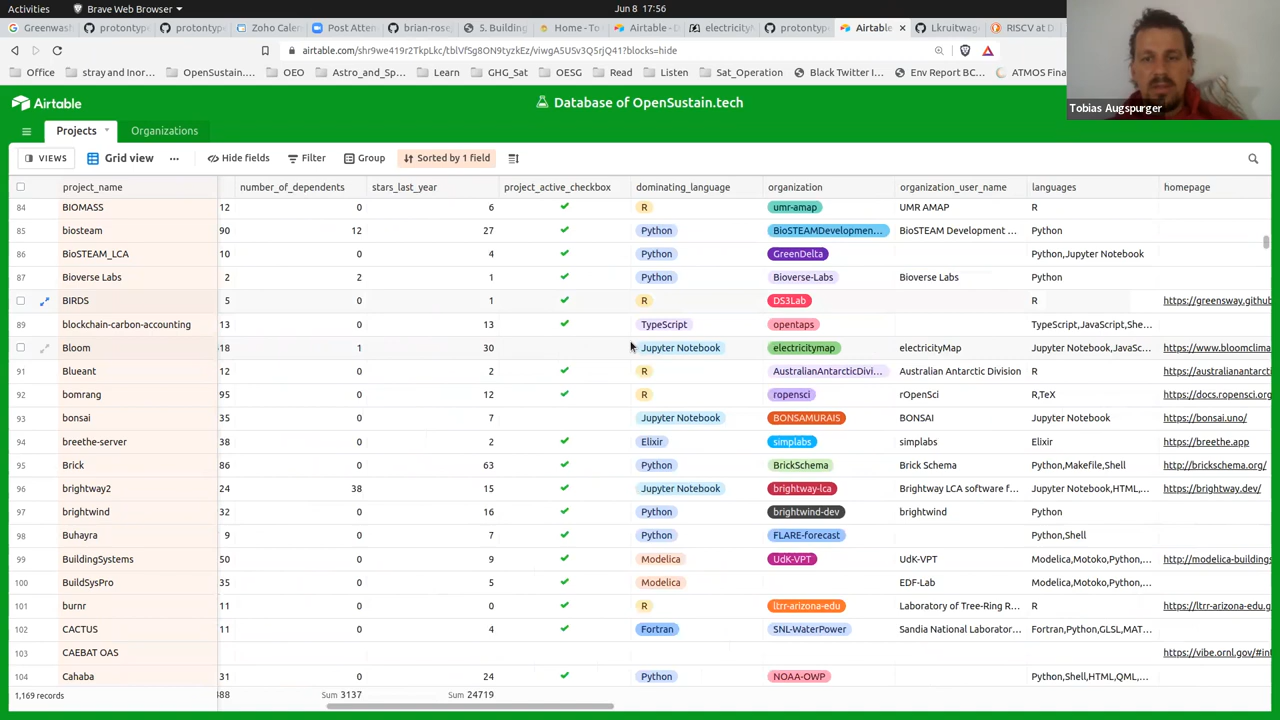 Activities
Brave Web Browser
Jun 8 17:56
Greenwash
protontype
protontype
Zoho Caler
Post Attem
brian-rose
5. Building
Home - To
Airtable - D
electricitym
protontype
Airtable
Lkruitwage
RISCV at D
airtable.com/shr9we419r2TkpLkc/tblVfSg8ON9tyzkEz/viwgA5USv3Q5rjQ41?blocks=hide
Office
stray and Inor...
OpenSustain....
OEO
Astro_and_Sp...
Learn
GHG_Sat
OESG
Read
Listen
Sat_Operation
Black Twitter I...
Env Report BC...
ATMOS Fina
Tobias Augspurger
Airtable
Database of OpenSustain.tech
Projects
Organizations
VIEWS
Grid view
Hide fields
Filter
Group
Sorted by 1 field
project_name number_of_dependents stars_last_year project_active_checkbox dominating_language organization organization_user_name languages homepage
84 BIOMASS 12 0 6 R umr-amap UMR AMAP R
85 biosteam 90 12 27 Python BioSTEAMDevelopmen... BioSTEAM Development ... Python
86 BioSTEAM_LCA 10 0 4 Python GreenDelta Python,Jupyter Notebook
87 Bioverse Labs 2 2 1 Python Bioverse-Labs Bioverse Labs Python
BIRDS 5 0 1 R DS3Lab R https://greensway.github
89 blockchain-carbon-accounting 13 0 13 TypeScript opentaps TypeScript,JavaScript,She...
Bloom 18 1 30 Jupyter Notebook electricitymap electricityMap Jupyter Notebook,JavaSc... https://www.bloomclima
91 Blueant 2 0 2 R AustralianAntarcticDivi... Australian Antarctic Division R https://australianantarcti
92 bomrang 95 0 12 R ropensci rOpenSci R,TeX https://docs.ropensci.org
93 bonsai 35 0 7 Jupyter Notebook BONSAMURAIS BONSAI Jupyter Notebook https://bonsai.uno/
94 breethe-server 38 0 2 Elixir simplabs simplabs Elixir https://breethe.app
95 Brick 86 0 63 Python BrickSchema Brick Schema Python,Makefile,Shell http://brickschema.org/
96 brightway2 24 38 15 Jupyter Notebook brightway-lca Brightway LCA software f... Jupyter Notebook,HTML,... https://brightway.dev/
97 brightwind 32 0 16 Python brightwind-dev brightwind Python
98 Buhayra 9 0 7 Python FLARE-forecast Python,Shell
99 BuildingSystems 50 0 9 Modelica UdK-VPT UdK-VPT Modelica,Motoko,Python,... http://modelica-buildings
100 BuildSysPro 35 0 5 Modelica EDF-Lab Modelica,Motoko,Python,...
101 burnr 11 0 0 R ltrr-arizona-edu Laboratory of Tree-Ring R... R https://ltrr-arizona-edu.g
102 CACTUS 11 0 4 Fortran SNL-WaterPower Sandia National Laborator... Fortran,Python,GLSL,MAT...
103 CAEBAT OAS https://vibe.ornl.gov/#int
104 Cahaba 31 0 24 Python NOAA-OWP Python,Shell,HTML,QML,...
1,169 records 388 Sum 3137 Sum 24719